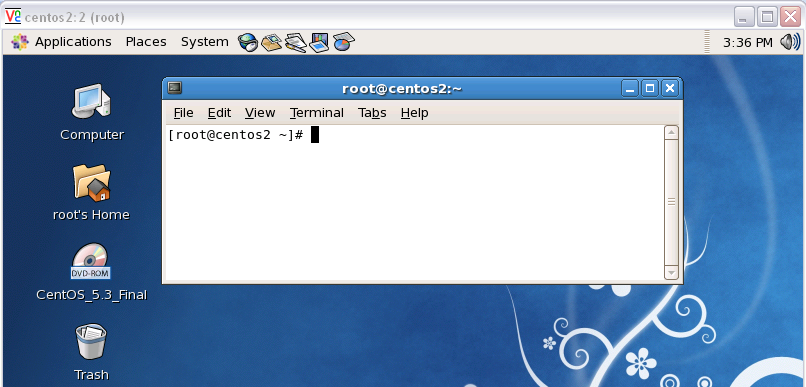 VNC centos2:2 (root)
Applications Places System 3:36 PM
root@centos2:~
File Edit View Terminal Tabs Help
[root@centos2 ~]#
Computer
root's Home
DVD-ROM
CentOS_5.3_Final
Trash